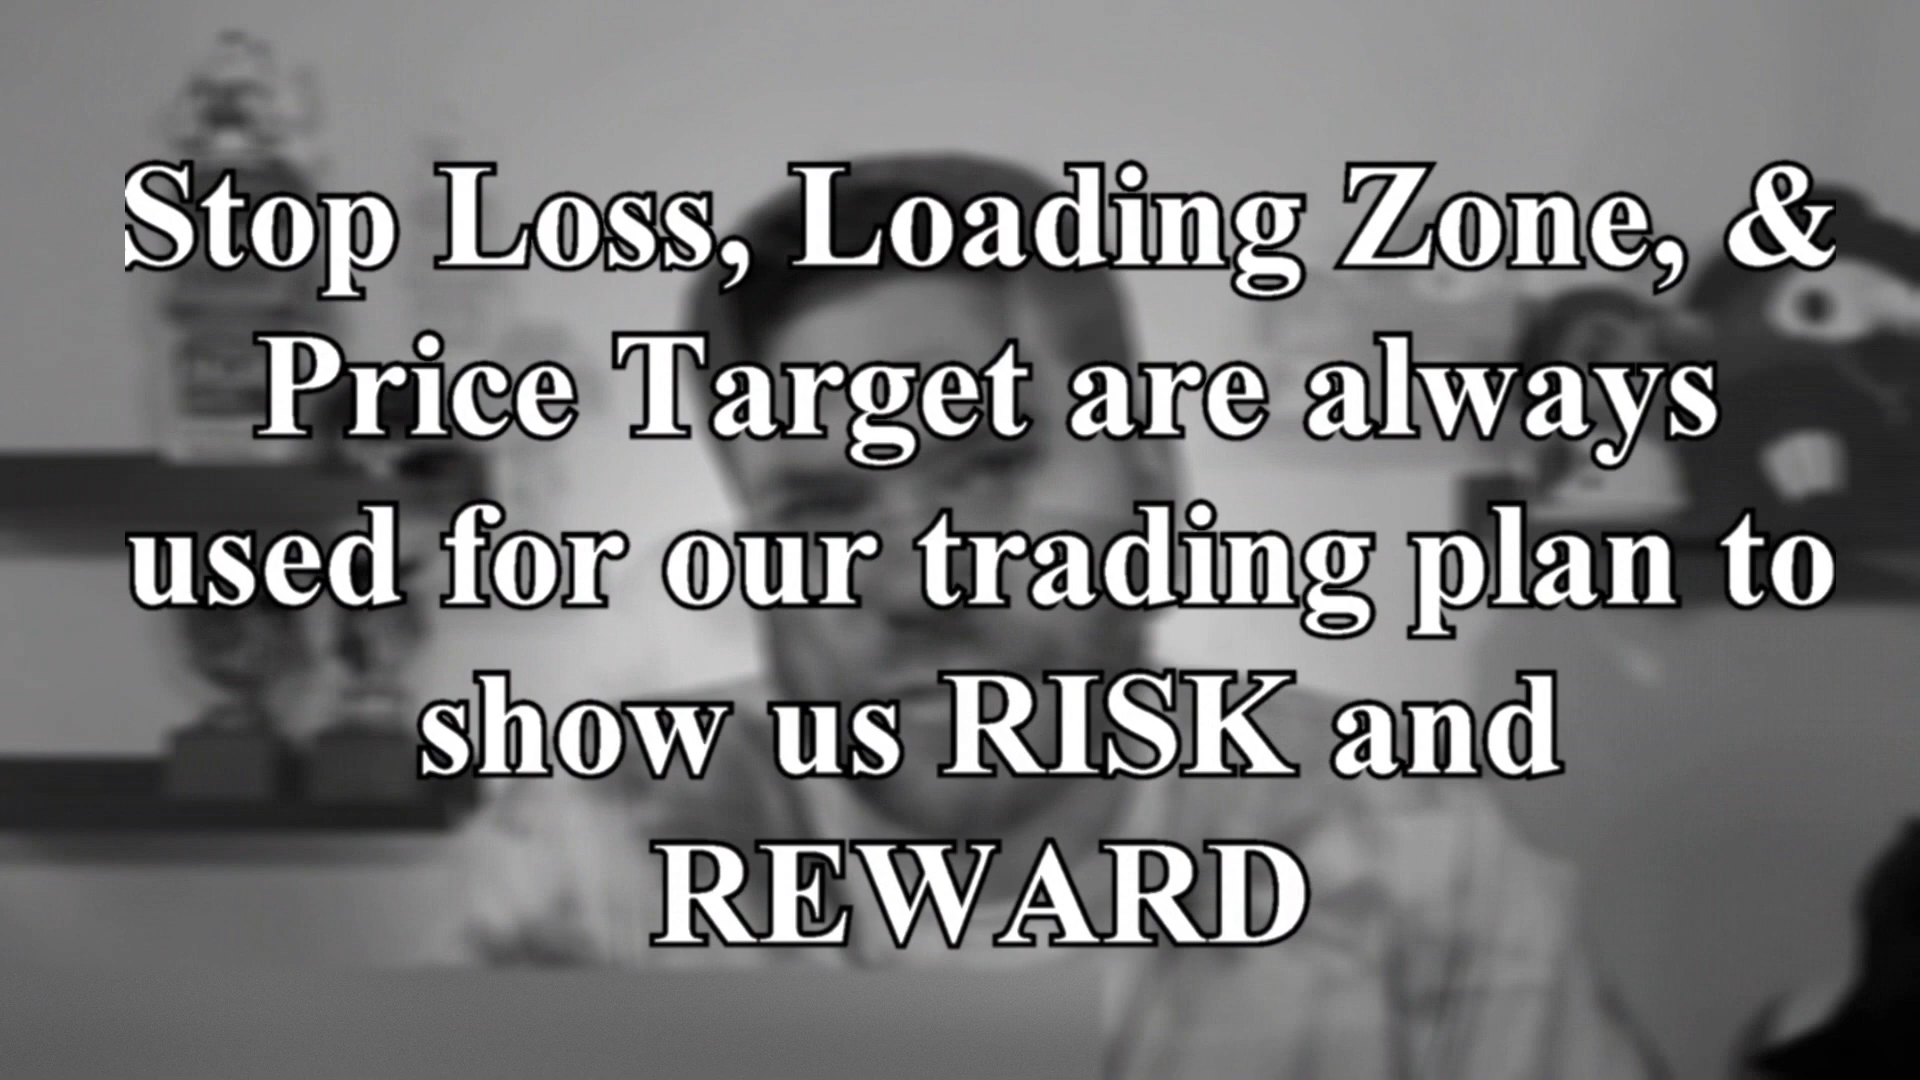 Stop Loss, Loading Zone, &
Price Target are always
used for our trading plan to
show us RISK and
REWARD